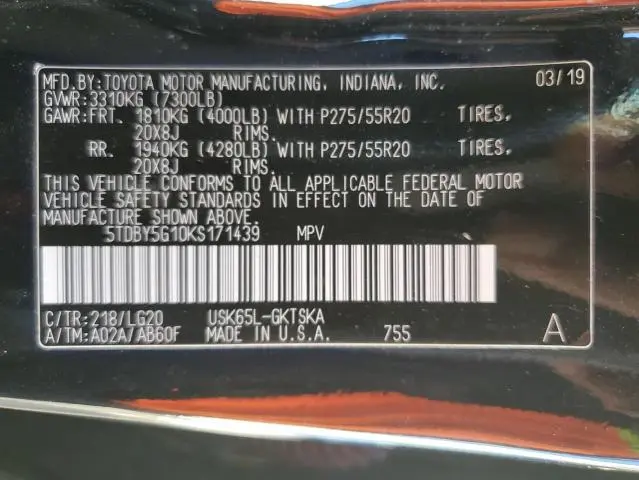 MFD.BY:TOYOTA MOTOR MANUFACTURING, INDIANA, INC. 03/19
GVWR:3310KG (7300LB)
GAWR:FRT. 1810KG (4000LB) WITH P275/55R20 TIRES,
20X8J RIMS.
RR. 1940KG (4280LB) WITH P275/55R20 TIRES,
20X8J RIMS.
THIS VEHICLE CONFORMS TO ALL APPLICABLE FEDERAL MOTOR
VEHICLE SAFETY STANDARDS IN EFFECT ON THE DATE OF
MANUFACTURE SHOWN ABOVE.
5TDBY5G10KS171439 MPV
C/TR:218/LG20 USK65L-GKTSKA
A/TM:A02A/AB60F MADE IN U.S.A. 755 A